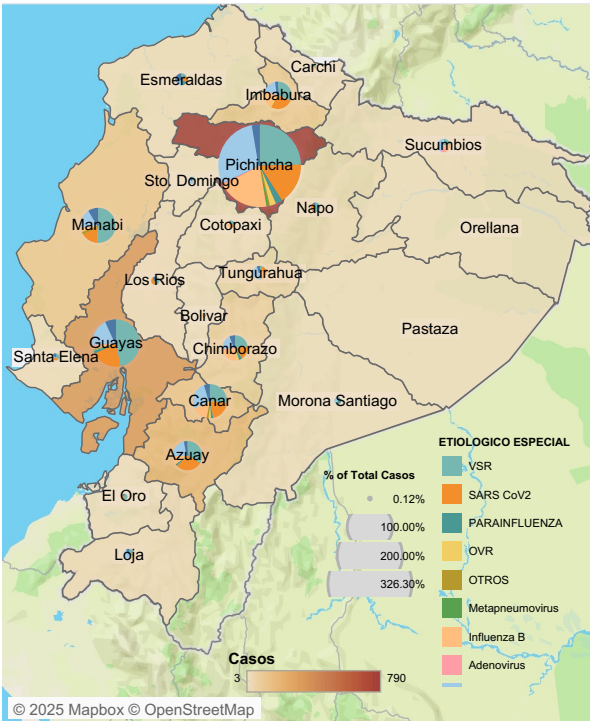 Carchi
Esmeraldas
Imbabura
Sucumbios
Pichincha
Sto. Domingo
Napo
Manabi
Cotopaxi
Orellana
Tungurahua
Los Rios
Bolivar
Pastaza
Guayas
Santa Elena
Chimborazo
Canar
Morona Santiago
Azuay
El Oro
Loja
% of Total Casos
0.12%
100.00%
200.00%
326.30%
ETIOLOGICO ESPECIAL
VSR
SARS CoV2
PARAINFLUENZA
OVR
OTROS
Metapneumovirus
Influenza B
Adenovirus
Casos
3
790
© 2025 Mapbox © OpenStreetMap